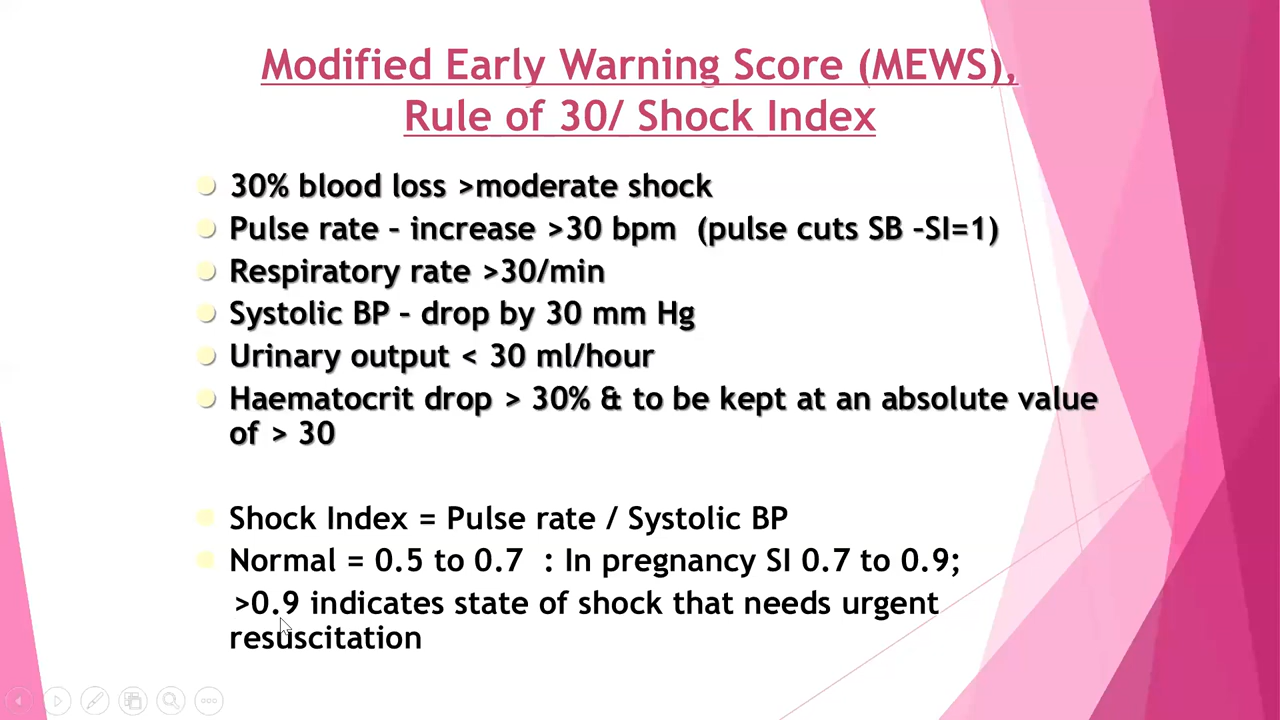 Modified Early Warning Score (MEWS),
Rule of 30/ Shock Index
30% blood loss >moderate shock
Pulse rate – increase >30 bpm (pulse cuts SB –SI=1)
Respiratory rate >30/min
Systolic BP – drop by 30 mm Hg
Urinary output < 30 ml/hour
Haematocrit drop > 30% & to be kept at an absolute value
of > 30
Shock Index = Pulse rate / Systolic BP
Normal = 0.5 to 0.7 : In pregnancy SI 0.7 to 0.9;
>0.9 indicates state of shock that needs urgent
resuscitation